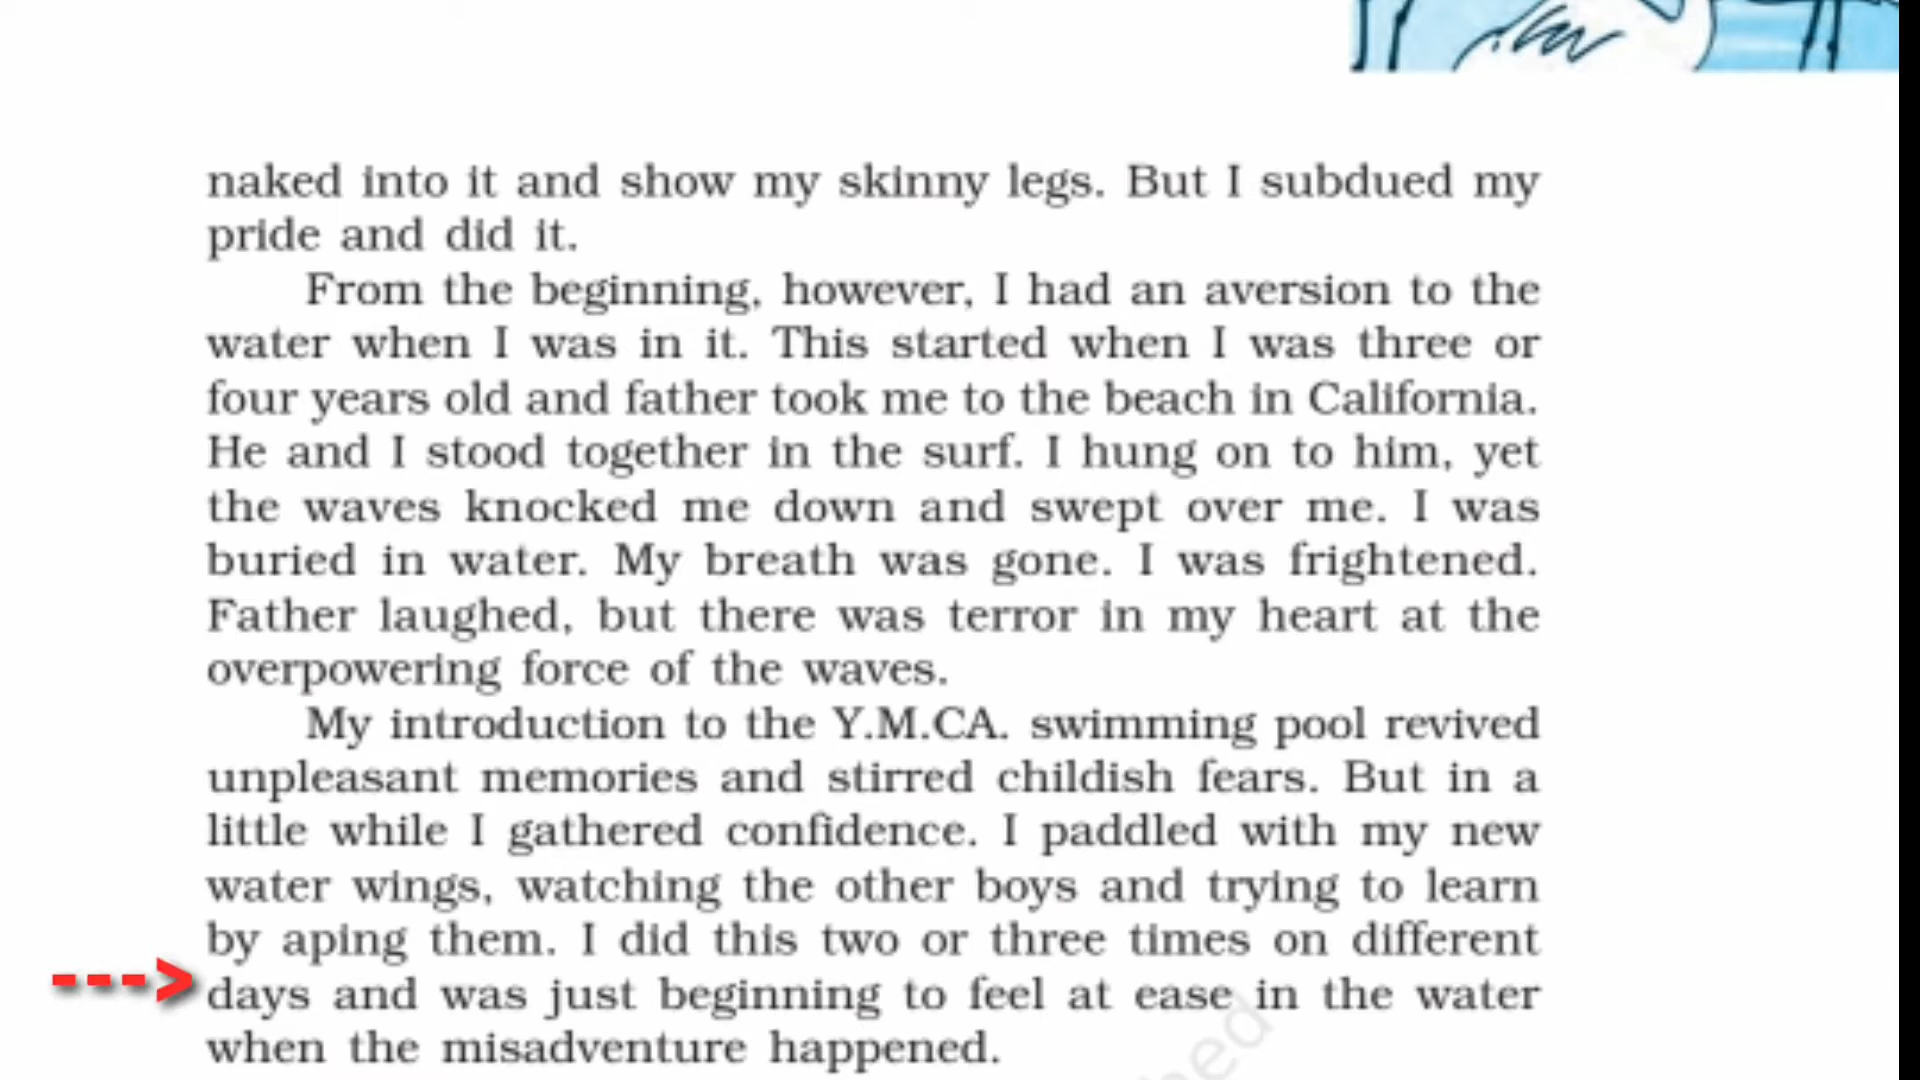 naked into it and show my skinny legs. But I subdued my
pride and did it.
From the beginning, however, I had an aversion to the
water when I was in it. This started when I was three or
four years old and father took me to the beach in California.
He and I stood together in the surf. I hung on to him, yet
the waves knocked me down and swept over me. I was
buried in water. My breath was gone. I was frightened.
Father laughed, but there was terror in my heart at the
overpowering force of the waves.
My introduction to the Y.M.CA. swimming pool revived
unpleasant memories and stirred childish fears. But in a
little while I gathered confidence. I paddled with my new
water wings, watching the other boys and trying to learn
by aping them. I did this two or three times on different
days and was just beginning to feel at ease in the water
when the misadventure happened.